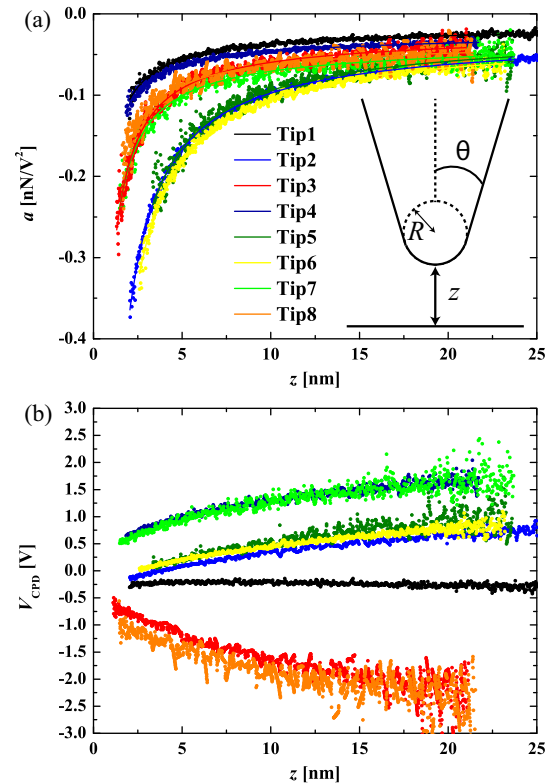 (a)
0.0
-0.1
-0.2
-0.3
-0.4
a [nN/V²]
Tip1
Tip2
Tip3
Tip4
Tip5
Tip6
Tip7
Tip8
θ
R
z
0 5 10 15 20 25
z [nm]
(b)
3.0
2.5
2.0
1.5
1.0
0.5
0.0
-0.5
-1.0
-1.5
-2.0
-2.5
-3.0
V_CPD [V]
0 5 10 15 20 25
z [nm]